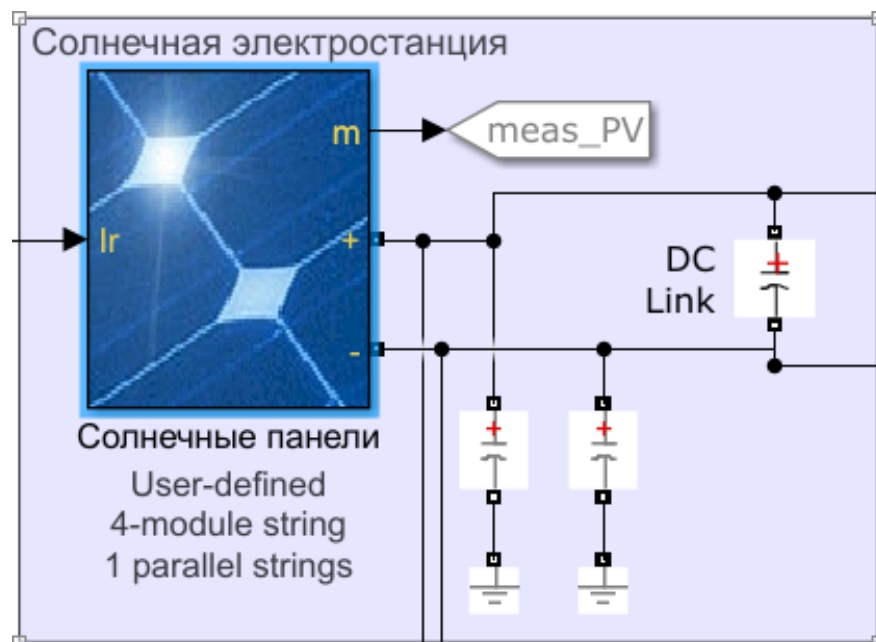 Солнечная электростанция
m
meas_PV
Ir
+
-
DC
Link
Солнечные панели
User-defined
4-module string
1 parallel strings